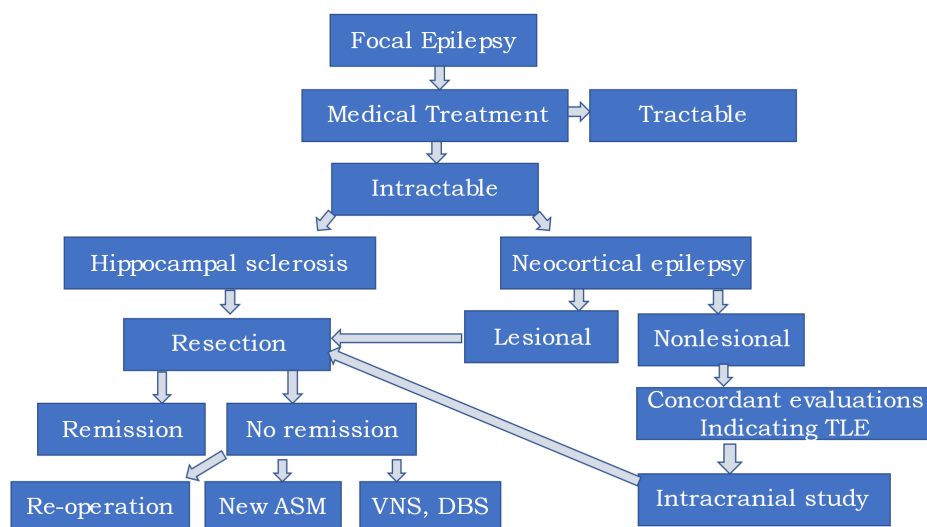 Focal Epilepsy
Medical Treatment
Tractable
Intractable
Hippocampal sclerosis
Neocortical epilepsy
Resection
Lesional
Nonlesional
Remission
No remission
Concordant evaluations
Indicating TLE
Re-operation
New ASM
VNS, DBS
Intracranial study